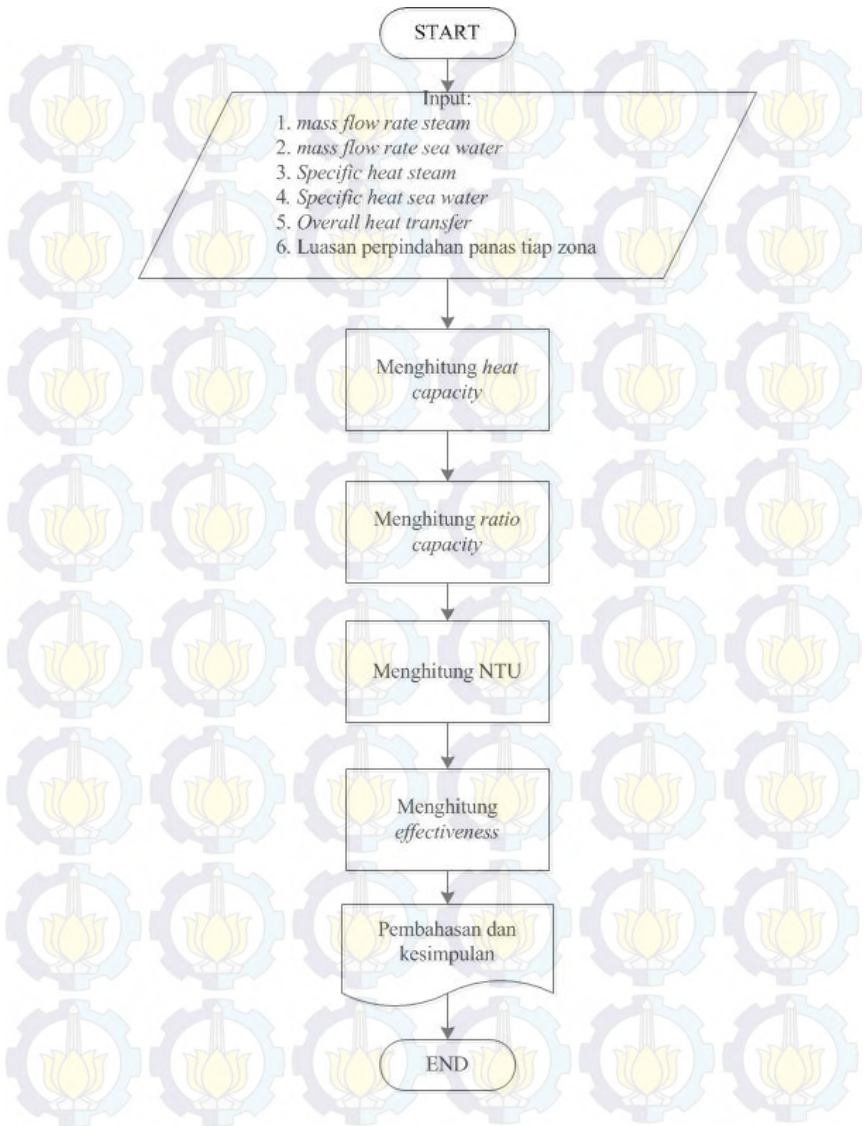 START
Input:
1. mass flow rate steam
2. mass flow rate sea water
3. Specific heat steam
4. Specific heat sea water
5. Overall heat transfer
6. Luasan perpindahan panas tiap zona
Menghitung heat
capacity
Menghitung ratio
capacity
Menghitung NTU
Menghitung
effectiveness
Pembahasan dan
kesimpulan
END